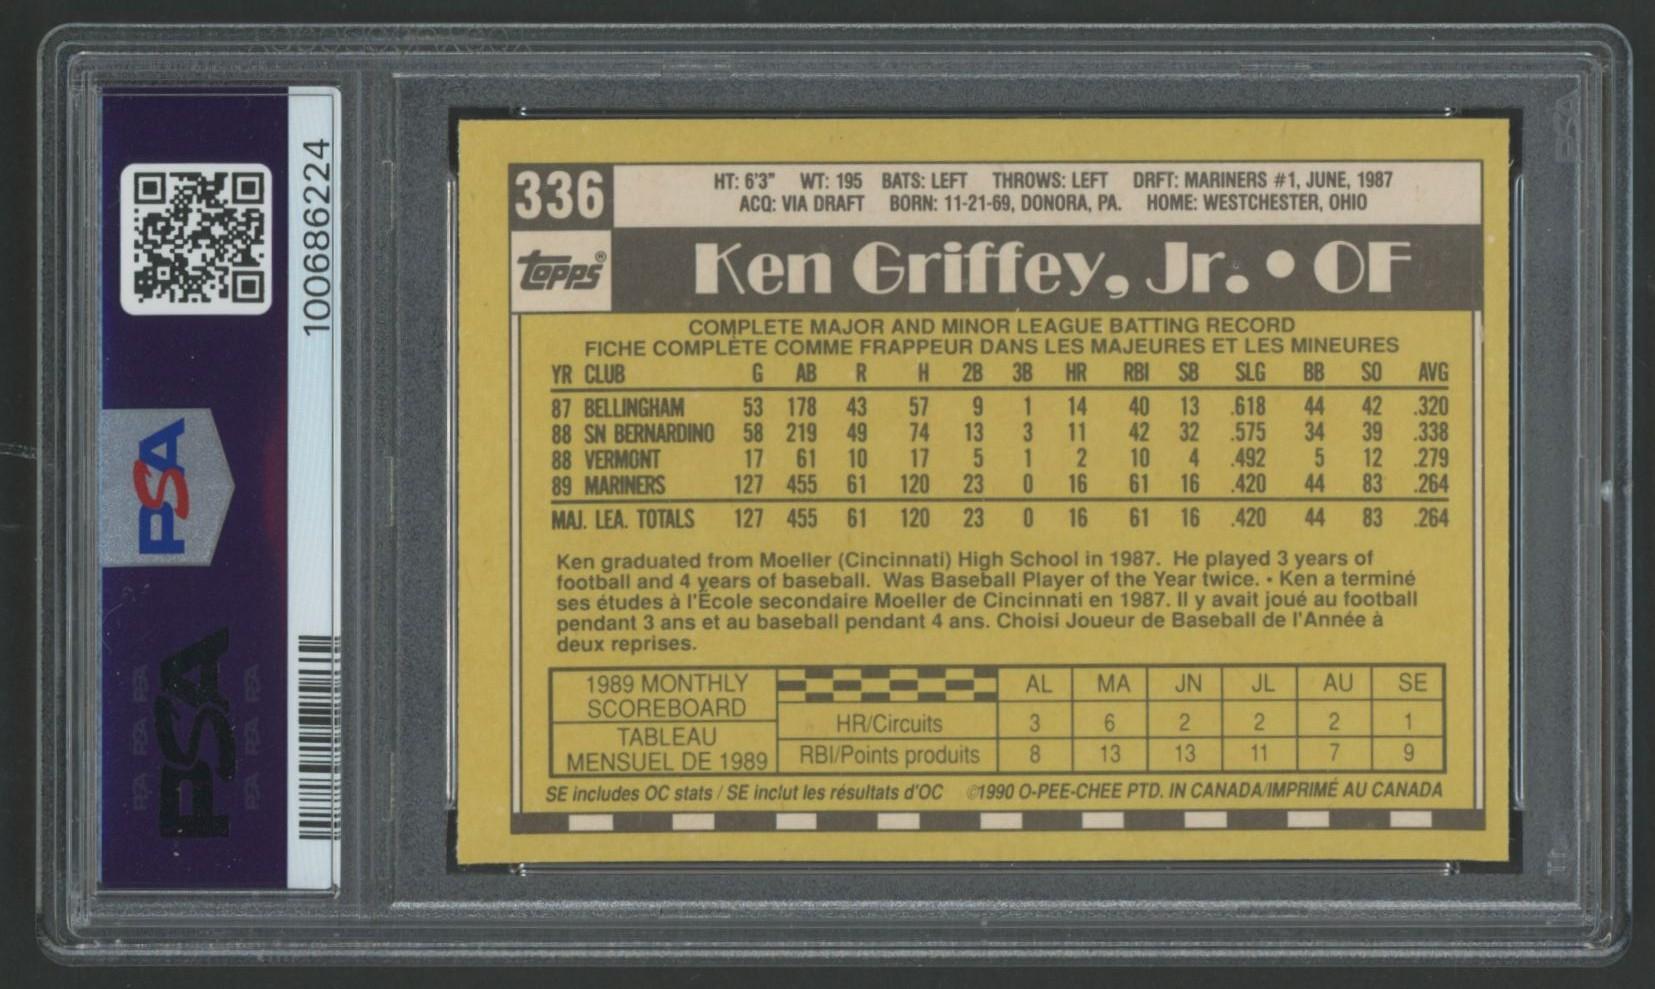 336
HT: 6'3" WT: 195 BATS: LEFT THROWS: LEFT DRFT: MARINERS #1, JUNE, 1987
ACQ: VIA DRAFT BORN: 11-21-69, DONORA, PA. HOME: WESTCHESTER, OHIO
Topps®
Ken Griffey, Jr. • OF
COMPLETE MAJOR AND MINOR LEAGUE BATTING RECORD
FICHE COMPLÈTE COMME FRAPPEUR DANS LES MAJEURES ET LES MINEURES
YR CLUB G AB R H 2B 3B HR RBI SB SLG BB SO AVG
87 BELLINGHAM 53 178 43 57 9 1 14 40 13 .618 44 42 .320
88 SN BERNARDINO 58 219 49 74 13 3 11 42 32 .575 34 39 .338
88 VERMONT 17 61 10 17 5 1 2 10 4 .492 5 12 .279
89 MARINERS 127 455 61 120 23 0 16 61 16 .420 44 83 .264
MAJ. LEA. TOTALS 127 455 61 120 23 0 16 61 16 .420 44 83 .264
Ken graduated from Moeller (Cincinnati) High School in 1987. He played 3 years of
football and 4 years of baseball. Was Baseball Player of the Year twice. • Ken a terminé
ses études à l'École secondaire Moeller de Cincinnati en 1987. Il y avait joué au football
pendant 3 ans et au baseball pendant 4 ans. Choisi Joueur de Baseball de l'Année à
deux reprises.
1989 MONTHLY
SCOREBOARD
TABLEAU
MENSUEL DE 1989
AL MA JN JL AU SE
HR/Circuits 3 6 2 2 2 1
RBI/Points produits 8 13 13 11 7 9
SE includes OC stats / SE inclut les résultats d'OC ©1990 O-PEE-CHEE PTD. IN CANADA/IMPRIMÉ AU CANADA
100686224
PSA
PSA
PSA PSA PSA
PSA PSA PSA
PSA